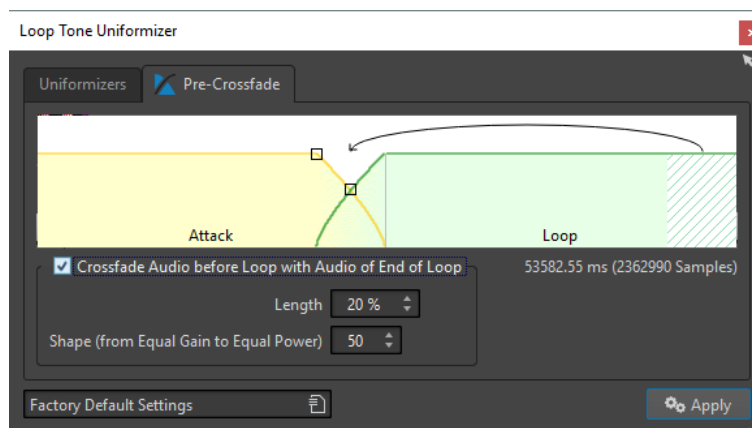 Loop Tone Uniformizer
Uniformizers
Pre-Crossfade
Attack
Loop
Crossfade Audio before Loop with Audio of End of Loop
53582.55 ms (2362990 Samples)
Length 20 %
Shape (from Equal Gain to Equal Power) 50
Factory Default Settings
Apply